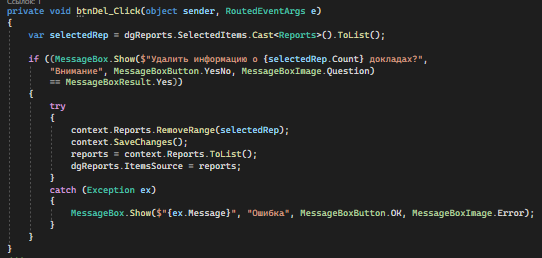 Ссылок: 1
private void btnDel_Click(object sender, RoutedEventArgs e)
{
var selectedRep = dgReports.SelectedItems.Cast<Reports>().ToList();
if ((MessageBox.Show($"Удалить информацию о {selectedRep.Count} докладах?",
"Внимание", MessageBoxButton.YesNo, MessageBoxImage.Question)
== MessageBoxResult.Yes))
{
try
{
context.Reports.RemoveRange(selectedRep);
context.SaveChanges();
reports = context.Reports.ToList();
dgReports.ItemsSource = reports;
}
catch (Exception ex)
{
MessageBox.Show($"{ex.Message}", "Ошибка", MessageBoxButton.OK, MessageBoxImage.Error);
}
}
}